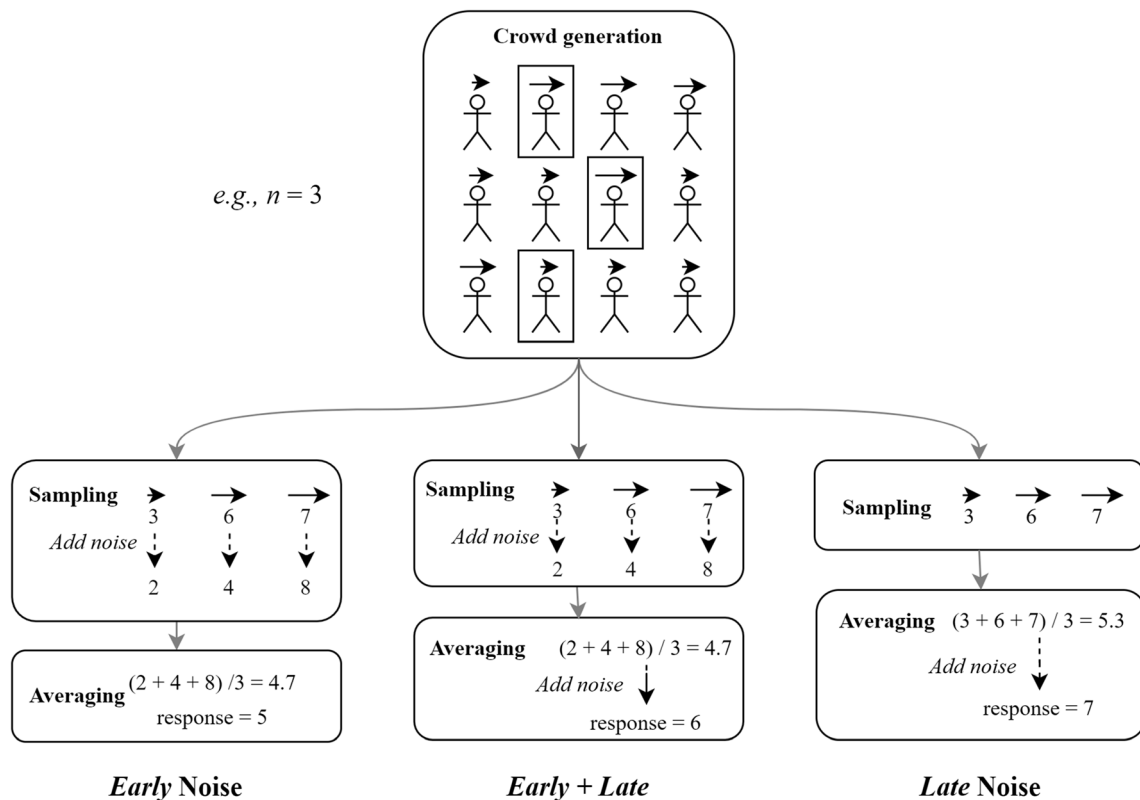 Crowd generation
e.g., n = 3
Sampling
3 6 7
Add noise
2 4 8
Averaging (2 + 4 + 8) /3 = 4.7
response = 5
Early Noise
Sampling
3 6 7
Add noise
2 4 8
Averaging (2 + 4 + 8) / 3 = 4.7
Add noise
response = 6
Early + Late
Sampling
3 6 7
Averaging (3 + 6 + 7) / 3 = 5.3
Add noise
response = 7
Late Noise